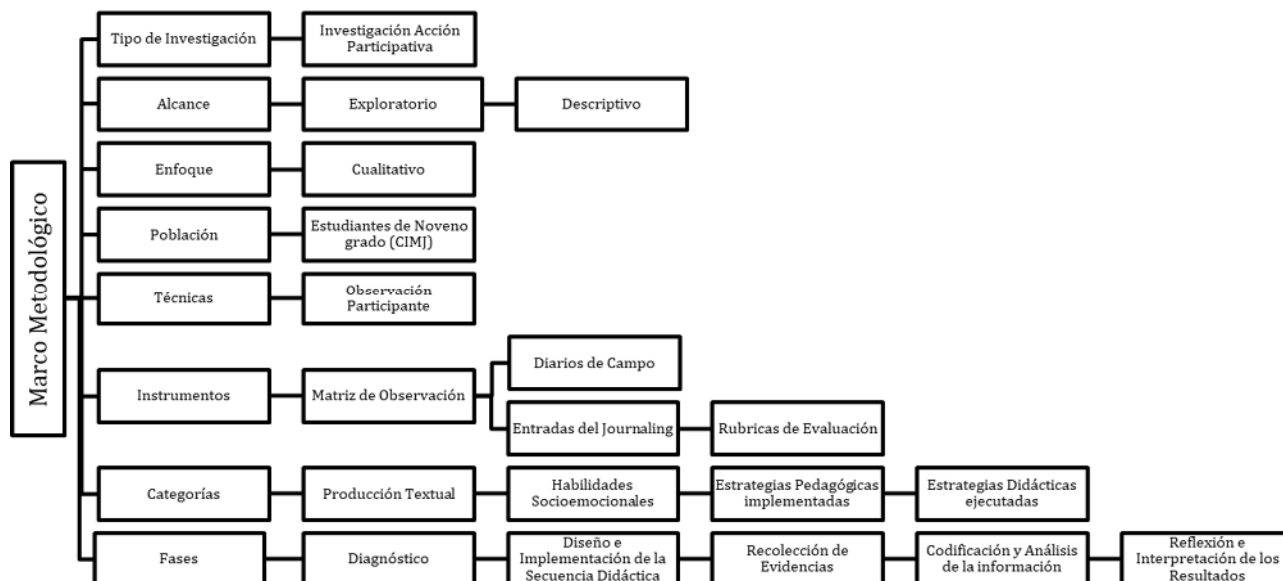 Marco Metodológico
Tipo de Investigación
Investigación Acción
Participativa
Alcance
Exploratorio
Descriptivo
Enfoque
Cualitativo
Población
Estudiantes de Noveno
grado (CIMJ)
Técnicas
Observación
Participante
Instrumentos
Matriz de Observación
Diarios de Campo
Entradas del Journaling
Rubricas de Evaluación
Categorías
Producción Textual
Habilidades
Socioemocionales
Estrategias Pedagógicas
implementadas
Estrategias Didácticas
ejecutadas
Fases
Diagnóstico
Diseño e
Implementación de la
Secuencia Didáctica
Recolección de
Evidencias
Codificación y Análisis
de la información
Reflexión e
Interpretación de los
Resultados